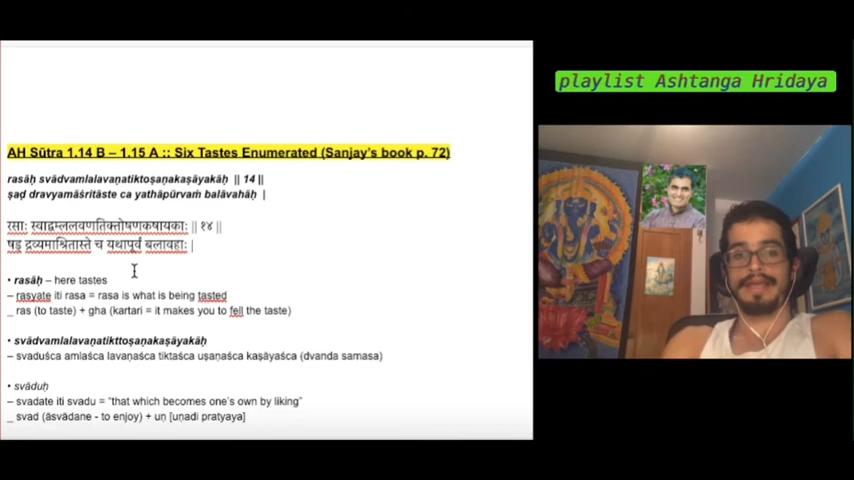 playlist Ashtanga Hridaya
AH Sūtra 1.14 B – 1.15 A :: Six Tastes Enumerated (Sanjay's book p. 72)
rasāḥ svādvamlalavaṇatiktoṣaṇakaṣāyakāḥ || 14 ||
ṣaḍ dravyamāśritāste ca yathāpūrvaṁ balāvahāḥ |
रसाः स्वाद्वम्ललवणतिक्तोषणकषायकाः || १४ ||
षड् द्रव्यमाश्रितास्ते च यथापूर्वं बलावहाः |
• rasāḥ – here tastes
– rasyate iti rasa = rasa is what is being tasted
_ ras (to taste) + gha (kartari = it makes you to fell the taste)
• svādvamlalavaṇatikttoṣaṇakaṣāyakāḥ
– svaduśca amlaśca lavaṇaśca tiktaśca uṣaṇaśca kaṣāyaśca (dvanda samasa)
• svāduḥ
– svadate iti svadu = "that which becomes one's own by liking"
_ svad (āsvādane - to enjoy) + uṇ [uṇadi pratyaya]